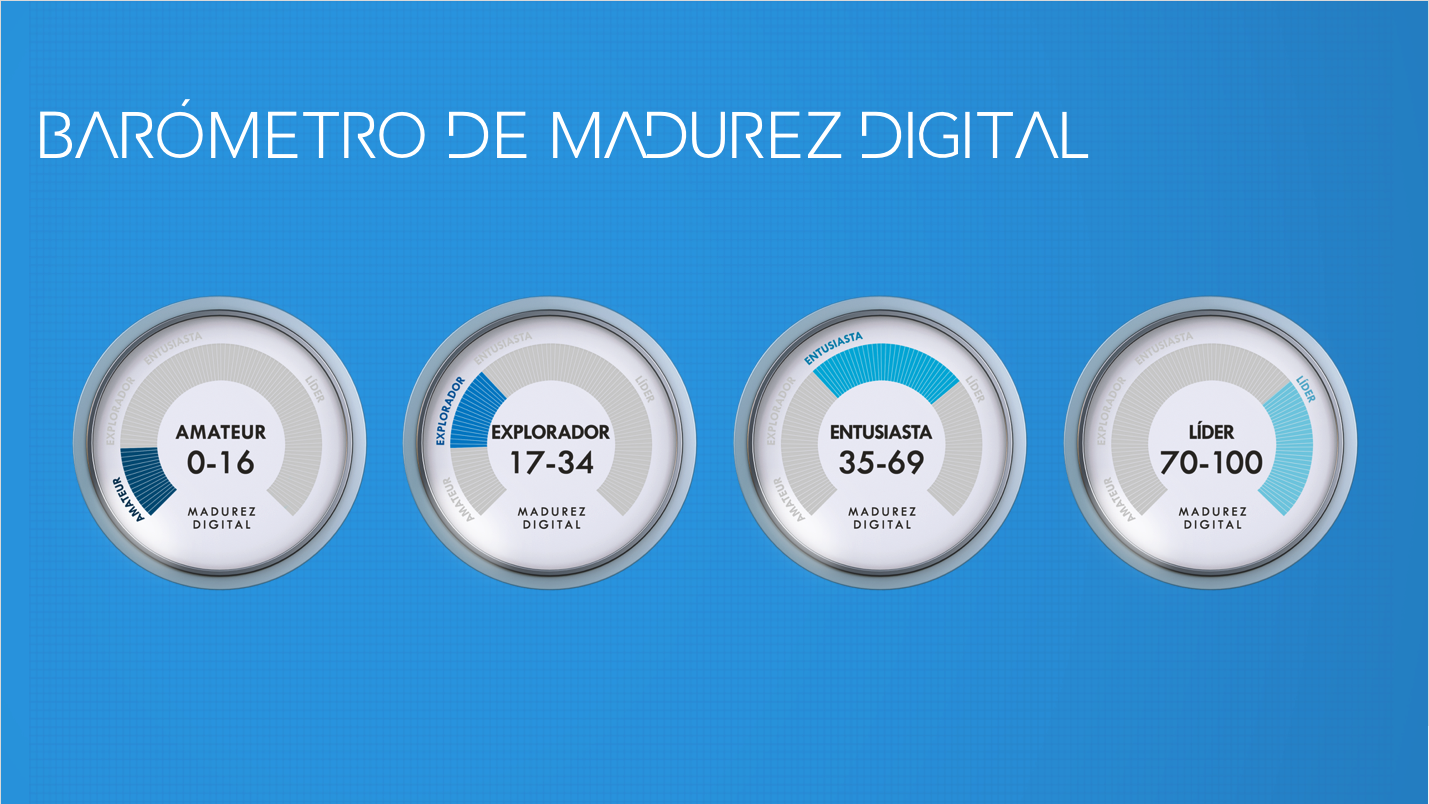 BARÓMETRO DE MADUREZ DIGITAL
ENTUSIASTA
EXPLORADOR
LÍDER
AMATEUR
AMATEUR
0-16
MADUREZ
DIGITAL
ENTUSIASTA
EXPLORADOR
LÍDER
AMATEUR
EXPLORADOR
17-34
MADUREZ
DIGITAL
ENTUSIASTA
EXPLORADOR
LÍDER
AMATEUR
ENTUSIASTA
35-69
MADUREZ
DIGITAL
ENTUSIASTA
EXPLORADOR
LÍDER
AMATEUR
LÍDER
70-100
MADUREZ
DIGITAL